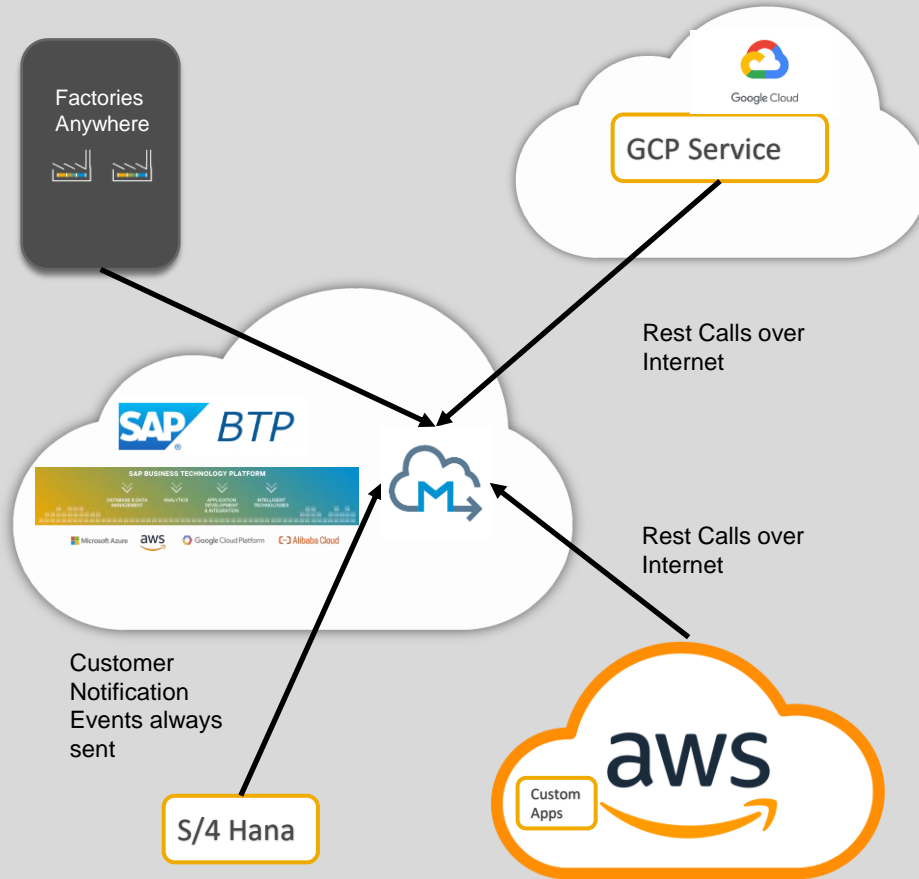 Factories
Anywhere
Google Cloud
GCP Service
Rest Calls over
Internet
SAP® BTP
SAP BUSINESS TECHNOLOGY PLATFORM
DATABASE & DATA
MANAGEMENT
ANALYTICS
APPLICATION
DEVELOPMENT
& INTEGRATION
INTELLIGENT
TECHNOLOGIES
Microsoft Azure
aws
Google Cloud Platform
Alibaba Cloud
M
Rest Calls over
Internet
Customer
Notification
Events always
sent
S/4 Hana
aws
Custom
Apps